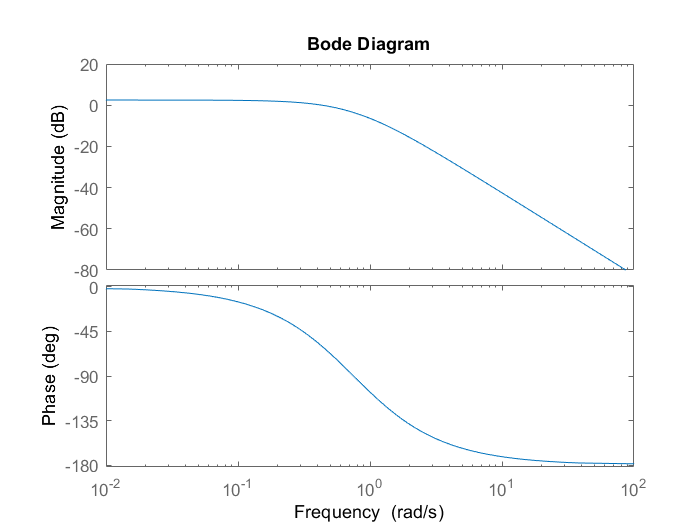 Bode Diagram
Magnitude (dB)
20
0
-20
-40
-60
-80
Phase (deg)
0
-45
-90
-135
-180
10^-2 10^-1 10^0 10^1 10^2
Frequency (rad/s)